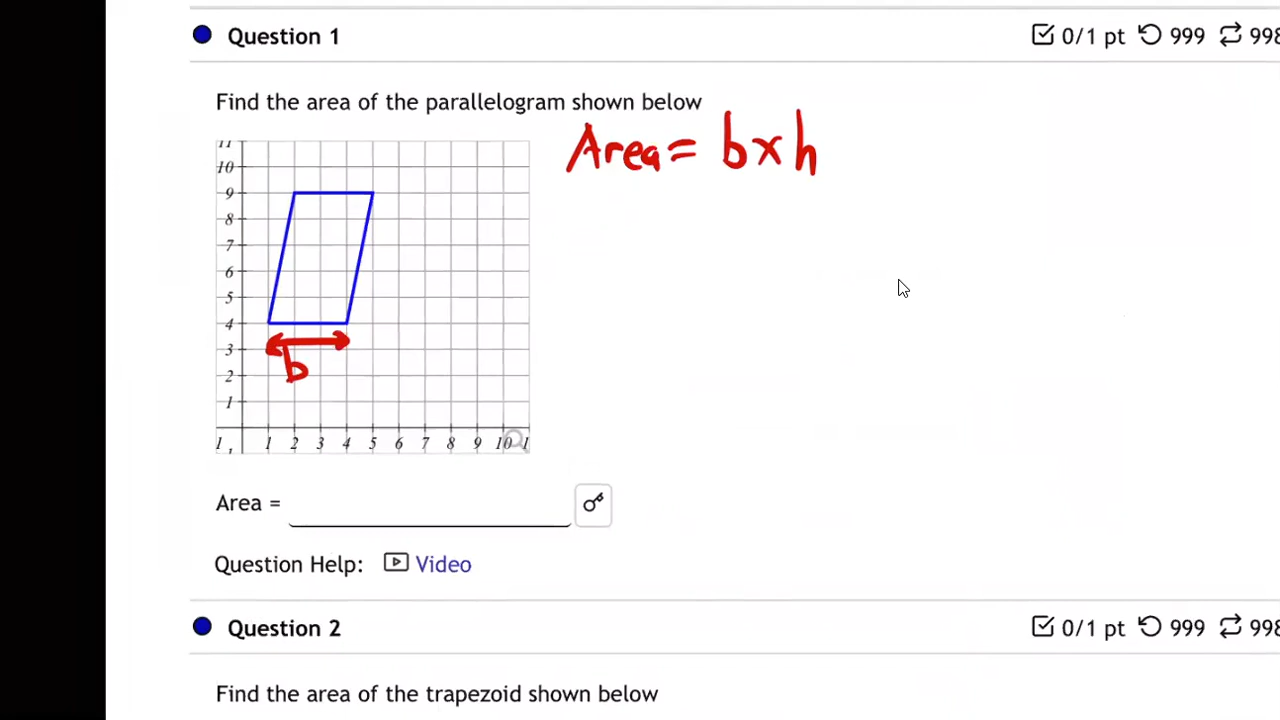 Question 1
0/1 pt 999 998
Find the area of the parallelogram shown below
Area = b x h
11
10
9
8
7
6
5
4
3
2
1
b
1 1 2 3 4 5 6 7 8 9 10 1
Area =
Question Help: Video
Question 2
0/1 pt 999 998
Find the area of the trapezoid shown below